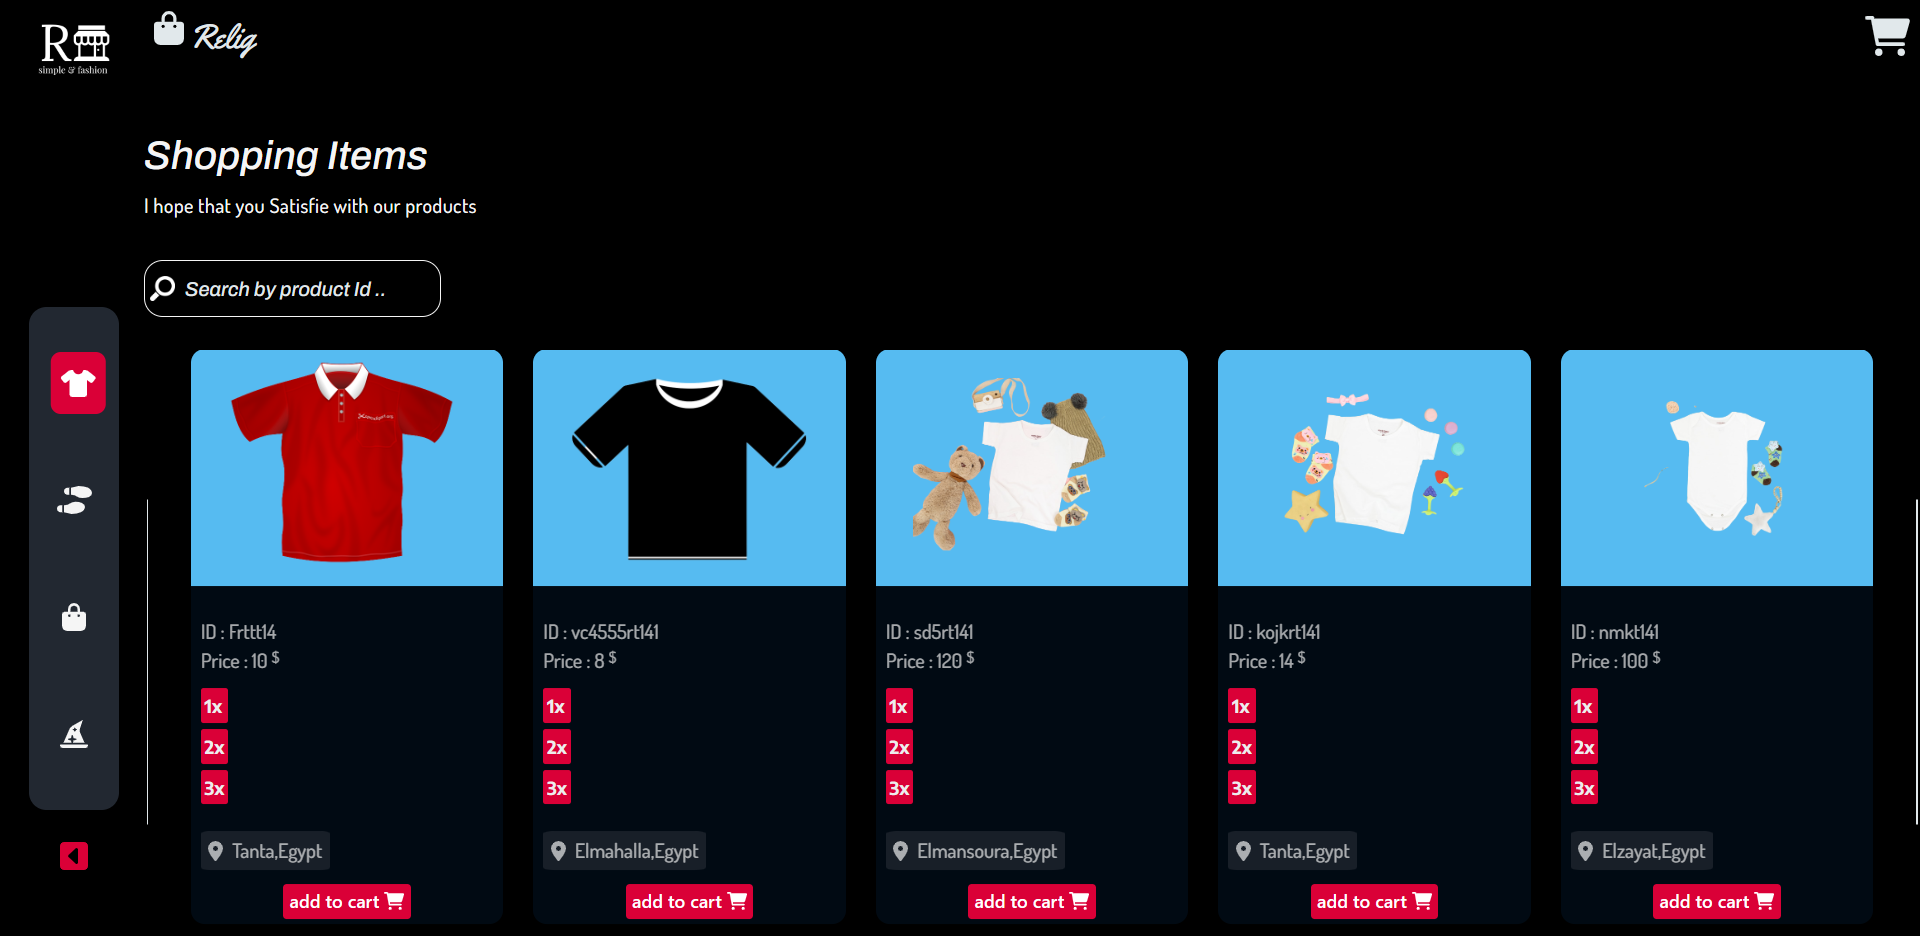 R
simple & fashion
Relig
Shopping Items
I hope that you Satisfie with our products
Search by product Id ..
ID : Frttt14
Price : 10 $
1x
2x
3x
Tanta,Egypt
add to cart
ID : vc4555rt141
Price : 8 $
1x
2x
3x
Elmahalla,Egypt
add to cart
ID : sd5rt141
Price : 120 $
1x
2x
3x
Elmansoura,Egypt
add to cart
ID : kojkrt141
Price : 14 $
1x
2x
3x
Tanta,Egypt
add to cart
ID : nmkt141
Price : 100 $
1x
2x
3x
Elzayat,Egypt
add to cart